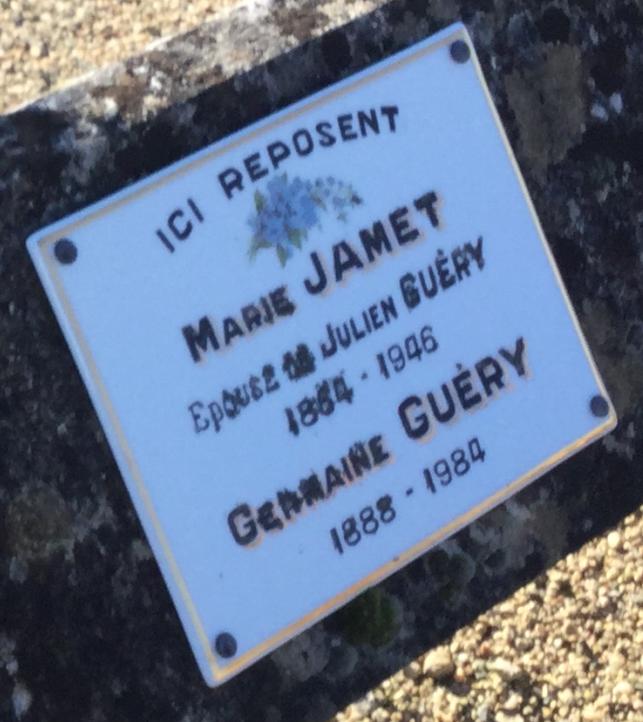 ICI REPOSENT
MARIE JAMET
EPOUSE DE JULIEN GUÉRY
1864 - 1946
GERMAINE GUÉRY
1888 - 1984